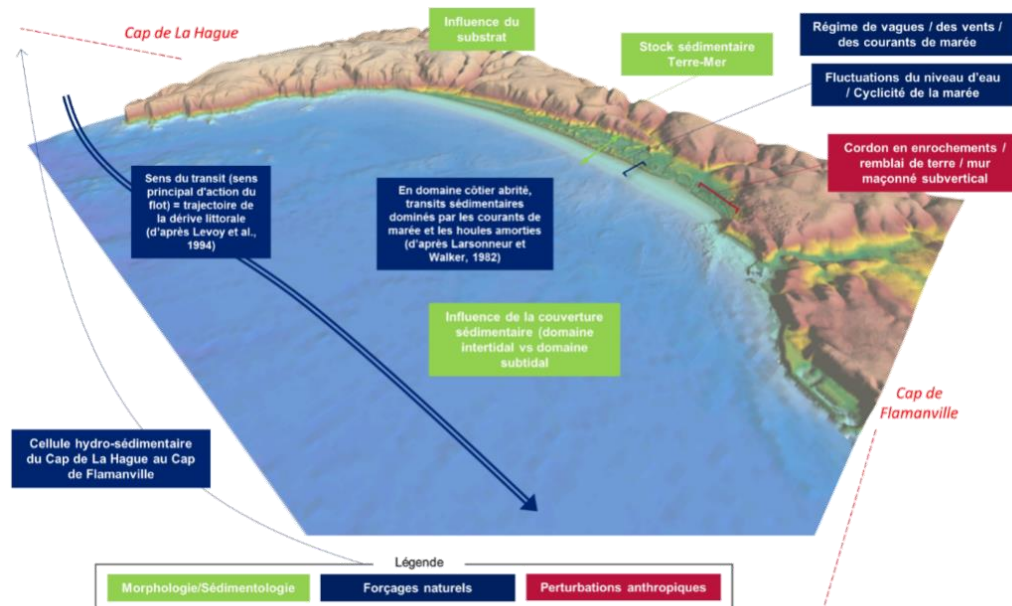 Cap de La Hague
Influence du
substrat
Stock sédimentaire
Terre-Mer
Régime de vagues / des vents /
des courants de marée
Fluctuations du niveau d'eau
/ Cyclicité de la marée
Cordon en enrochements /
remblai de terre / mur
maçonné subvertical
Sens du transit (sens
principal d'action du
flot) = trajectoire de
la dérive littorale
(d'après Levoy et al.,
1994)
En domaine côtier abrité,
transits sédimentaires
dominés par les courants de
marée et les houles amorties
(d'après Larsonneur et
Walker, 1982)
Influence de la couverture
sédimentaire (domaine
intertidal vs domaine
subtidal
Cap de
Flamanville
Cellule hydro-sédimentaire
du Cap de La Hague au Cap
de Flamanville
Légende
Morphologie/Sédimentologie
Forçages naturels
Perturbations anthropiques